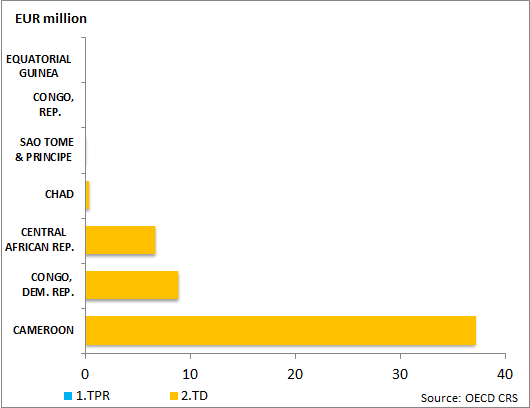 EUR million
EQUATORIAL
GUINEA
CONGO,
REP.
SAO TOME
& PRINCIPE
CHAD
CENTRAL
AFRICAN REP.
CONGO,
DEM. REP.
CAMEROON
0 10 20 30 40
1.TPR 2.TD
Source: OECD CRS